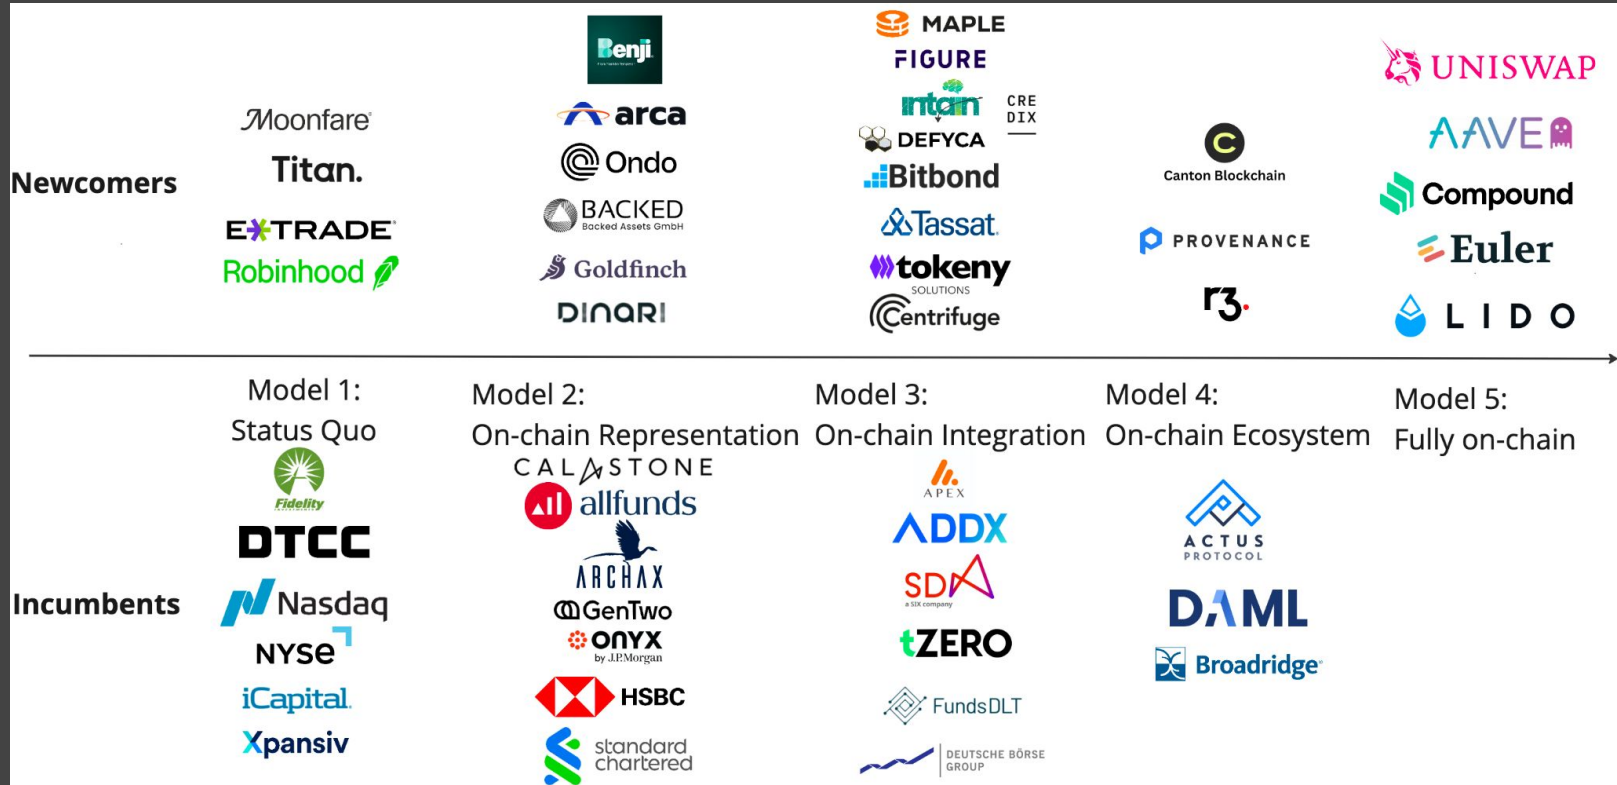 Benji
MAPLE
FIGURE
intain
CRE
DIX
DEFYCA
Bitbond
Tassat
tokeny
SOLUTIONS
Centrifuge
arca
Ondo
BACKED
Backed Assets GmbH
Goldfinch
DINARI
Moonfare
Titan.
E*TRADE
Robinhood
Newcomers
Canton Blockchain
PROVENANCE
r3.
UNISWAP
AAVE
Compound
Euler
LIDO
Model 1:
Status Quo
Model 2:
On-chain Representation
Model 3:
On-chain Integration
Model 4:
On-chain Ecosystem
Model 5:
Fully on-chain
Incumbents
Fidelity
DTCC
Nasdaq
NYSE
iCapital.
Xpansiv
CALASTONE
allfunds
ARCHAX
GenTwo
ONYX
by J.P.Morgan
HSBC
standard
chartered
APEX
ADDX
SDX
a SIX company
tZERO
FundsDLT
DEUTSCHE BÖRSE
GROUP
ACTUS
PROTOCOL
DAML
Broadridge